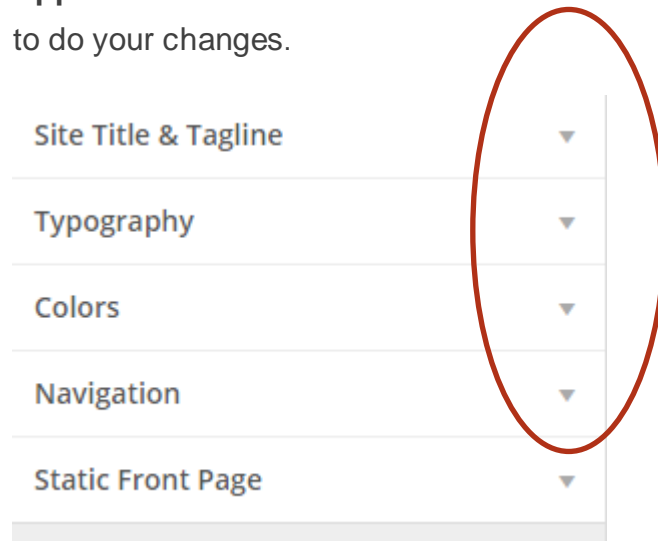 to do your changes.
Site Title & Tagline
Typography
Colors
Navigation
Static Front Page